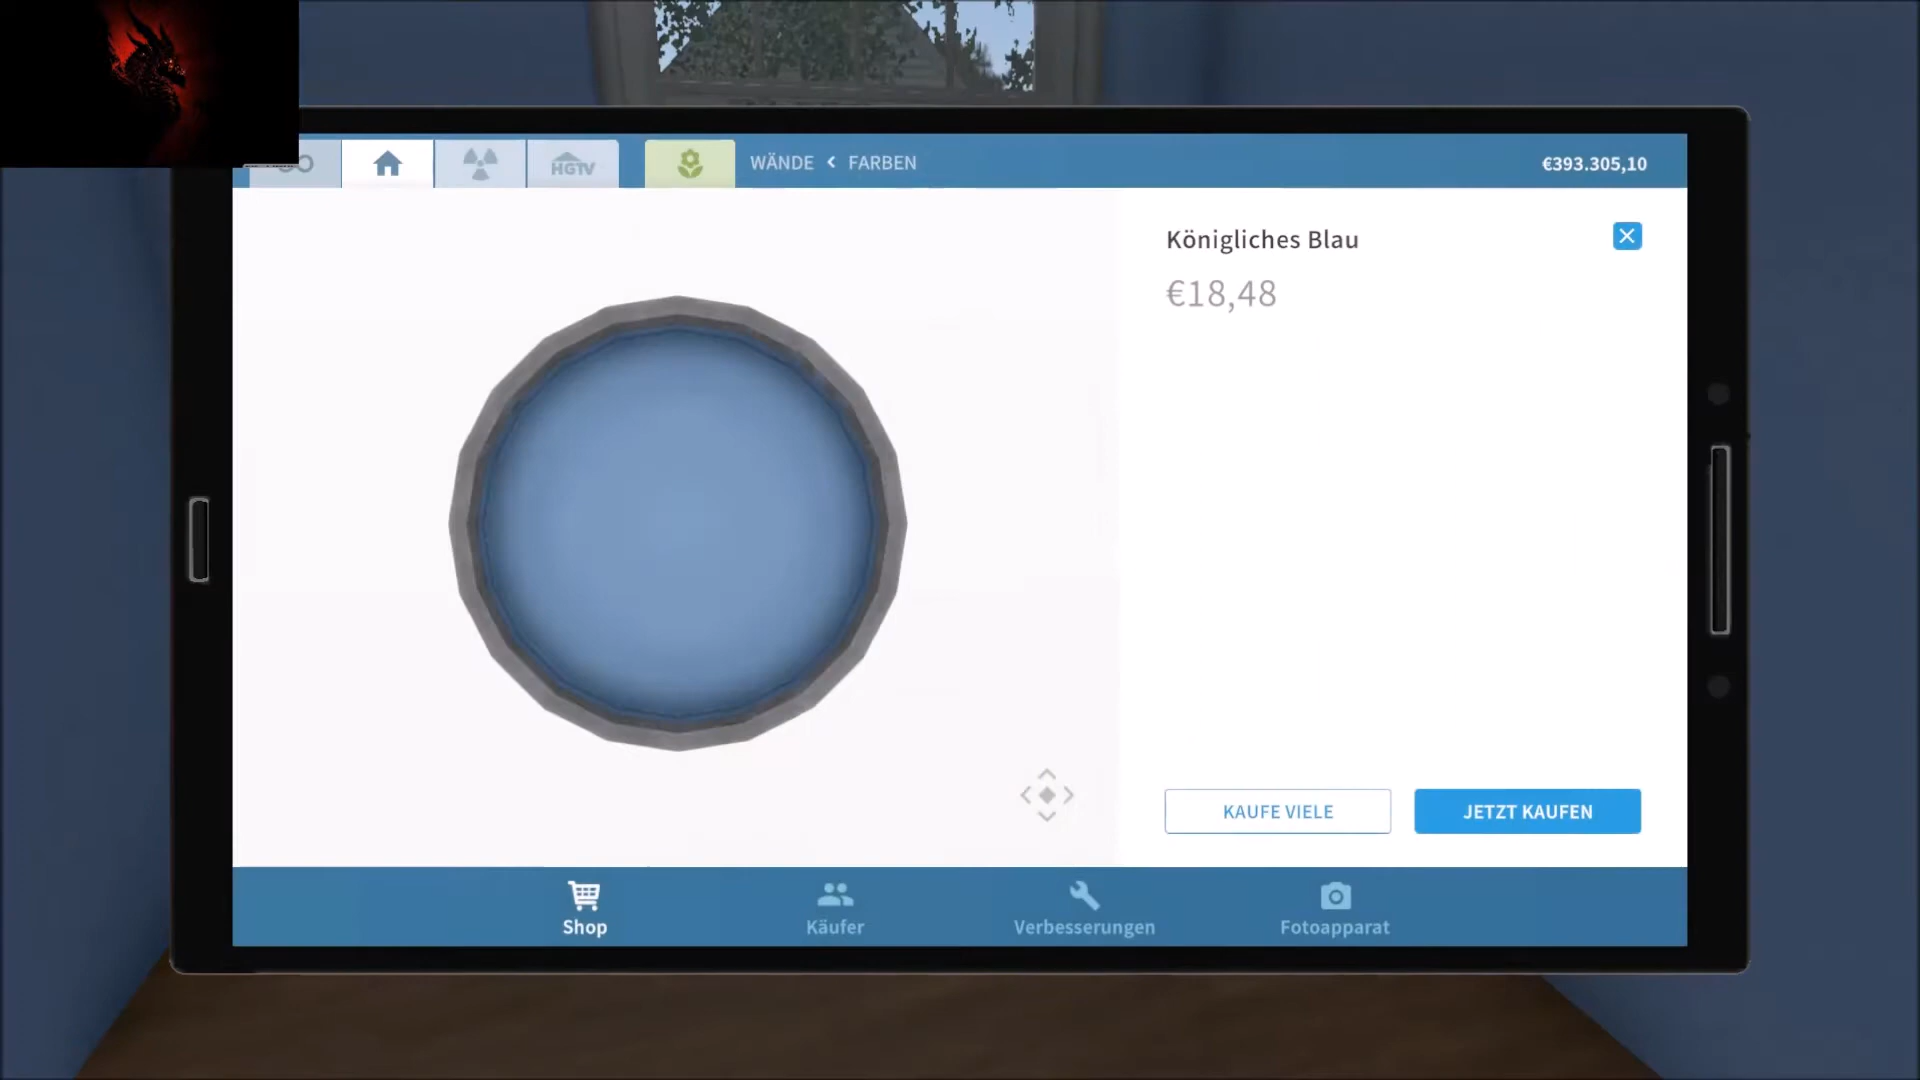 HGTV
WÄNDE < FARBEN
€393.305,10
Königliches Blau
€18,48
KAUFE VIELE
JETZT KAUFEN
Shop
Käufer
Verbesserungen
Fotoapparat